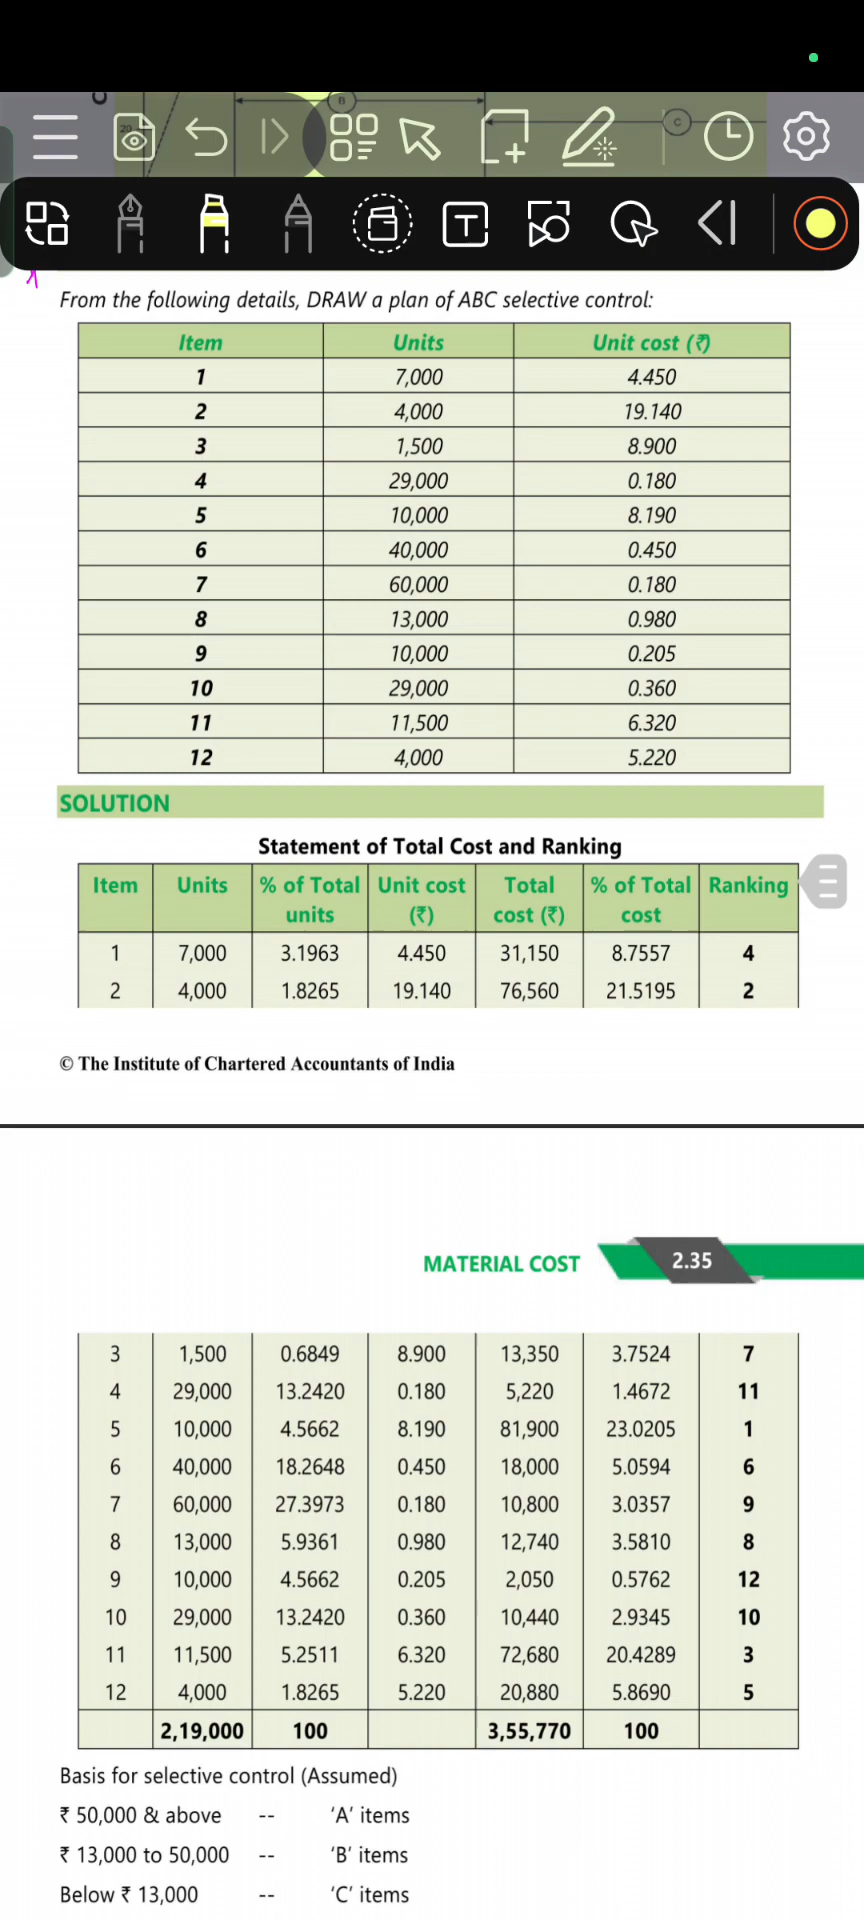 B
20
C
T
From the following details, DRAW a plan of ABC selective control:
Item Units Unit cost (₹)
1 7,000 4.450
2 4,000 19.140
3 1,500 8.900
4 29,000 0.180
5 10,000 8.190
6 40,000 0.450
7 60,000 0.180
8 13,000 0.980
9 10,000 0.205
10 29,000 0.360
11 11,500 6.320
12 4,000 5.220
SOLUTION
Statement of Total Cost and Ranking
Item Units % of Total units Unit cost (₹) Total cost (₹) % of Total cost Ranking
1 7,000 3.1963 4.450 31,150 8.7557 4
2 4,000 1.8265 19.140 76,560 21.5195 2
© The Institute of Chartered Accountants of India
MATERIAL COST 2.35
3 1,500 0.6849 8.900 13,350 3.7524 7
4 29,000 13.2420 0.180 5,220 1.4672 11
5 10,000 4.5662 8.190 81,900 23.0205 1
6 40,000 18.2648 0.450 18,000 5.0594 6
7 60,000 27.3973 0.180 10,800 3.0357 9
8 13,000 5.9361 0.980 12,740 3.5810 8
9 10,000 4.5662 0.205 2,050 0.5762 12
10 29,000 13.2420 0.360 10,440 2.9345 10
11 11,500 5.2511 6.320 72,680 20.4289 3
12 4,000 1.8265 5.220 20,880 5.8690 5
2,19,000 100 3,55,770 100
Basis for selective control (Assumed)
₹ 50,000 & above -- 'A' items
₹ 13,000 to 50,000 -- 'B' items
Below ₹ 13,000 -- 'C' items